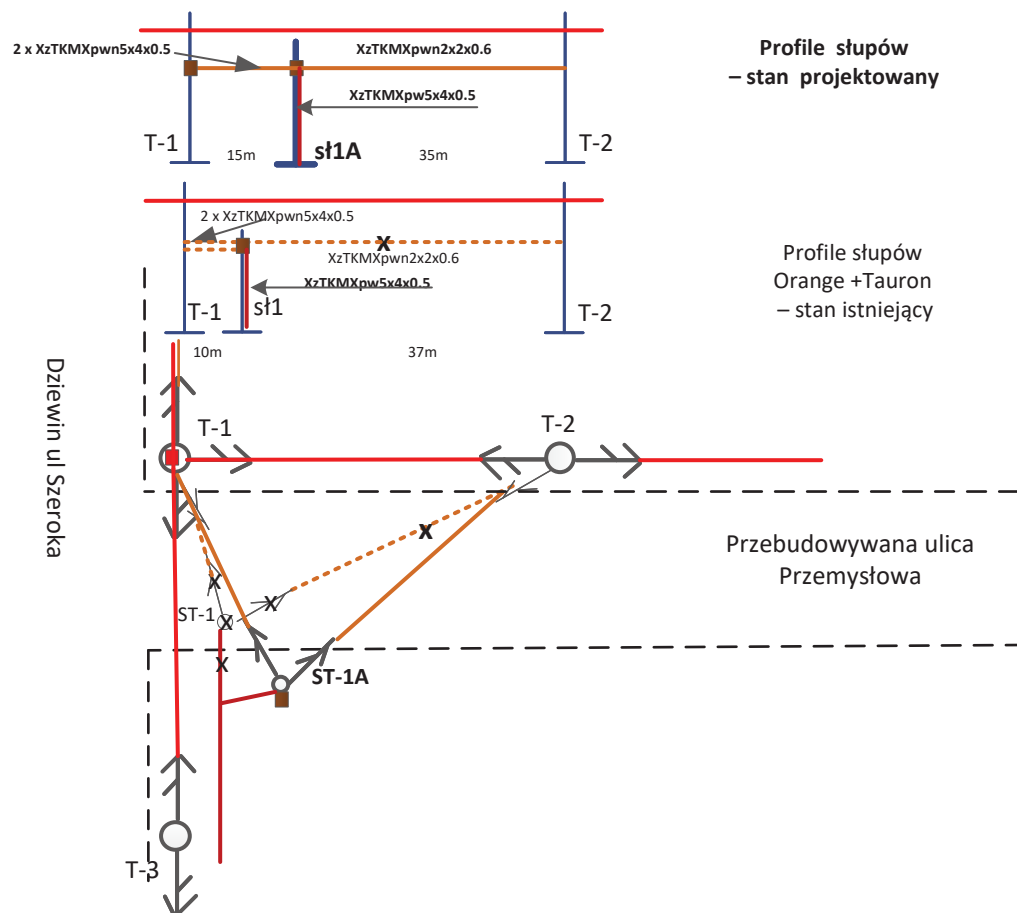 2 x XzTKMXpwn5x4x0.5
XzTKMXpwn2x2x0.6
Profile słupów
– stan projektowany
XzTKMXpw5x4x0.5
T-1
15m
sł1A
35m
T-2
2 x XzTKMXpwn5x4x0.5
x
XzTKMXpwn2x2x0.6
XzTKMXpw5x4x0.5
Profile słupów
Orange +Tauron
– stan istniejący
T-1
sł1
T-2
10m
37m
Dziewin ul Szeroka
T-1
T-2
x
Przebudowywana ulica
Przemysłowa
x
x
ST-1
x
x
ST-1A
T-3